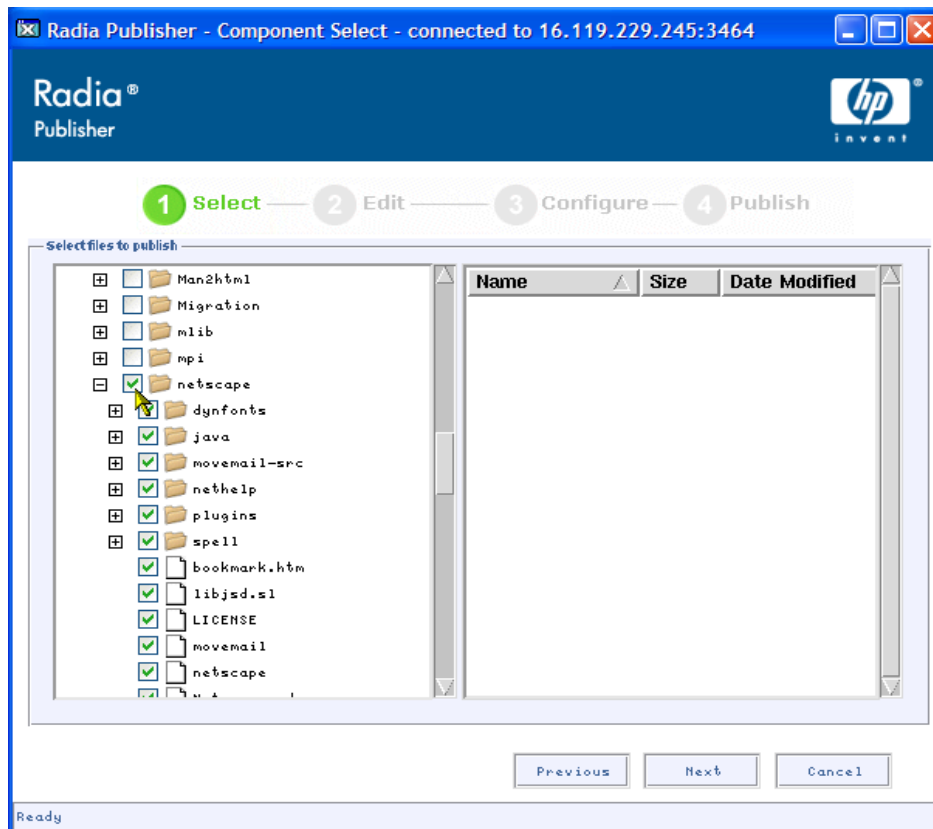 Radia Publisher - Component Select - connected to 16.119.229.245:3464
Radia ®
Publisher
hp ®
invent
1 Select 2 Edit 3 Configure 4 Publish
Select files to publish
Name Size Date Modified
Man2html
Migration
mlib
mpi
netscape
dynfonts
java
movemail-src
nethelp
plugins
spell
bookmark.htm
libjsd.sl
LICENSE
movemail
netscape
Previous Next Cancel
Ready